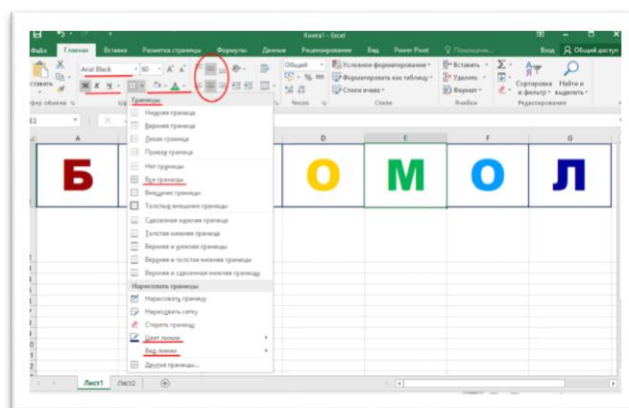 Книга1 - Excel
Файл Главная Вставка Разметка страницы Формулы Данные Рецензирование Вид Power Pivot Помощник... Вход Общий доступ
Arial Black 60 Общий Условное форматирование Вставить
Форматировать как таблицу Удалить
Ж К Ч Стили ячеек Формат Сортировка и фильтр Найти и выделить
Число Стили Ячейки Редактирование
Границы
Нижняя граница
Верхняя граница
Левая граница
Правая граница
Нет границы
Все границы
Внешние границы
Толстые внешние границы
Сдвоенная нижняя граница
Толстая нижняя граница
Верхняя и нижняя границы
Верхняя и толстая нижняя границы
Верхняя и сдвоенная нижняя границы
Нарисовать границы
Нарисовать границу
Нарисовать сетку
Стереть границу
Цвет линии
Вид линии
Другие границы...
E1
A D E F G
Б О М О Л
Лист1 Лист2